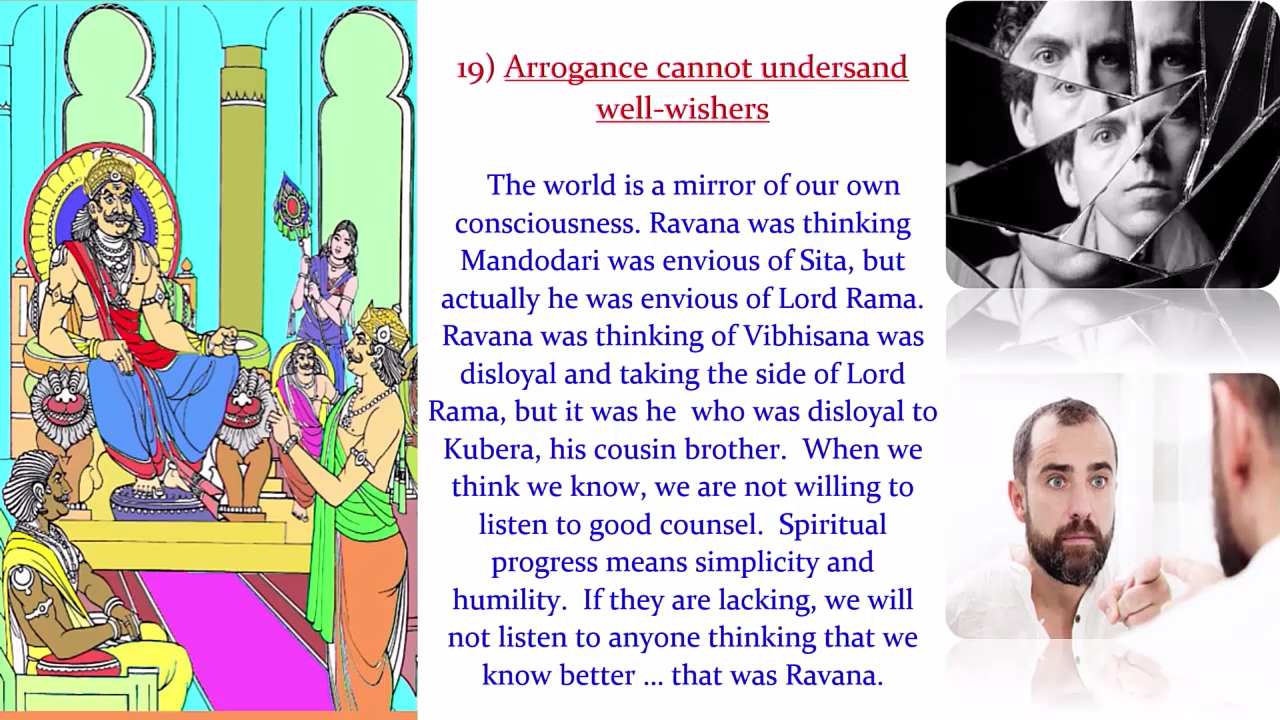 19) Arrogance cannot undersand
well-wishers
The world is a mirror of our own
consciousness. Ravana was thinking
Mandodari was envious of Sita, but
actually he was envious of Lord Rama.
Ravana was thinking of Vibhisana was
disloyal and taking the side of Lord
Rama, but it was he  who was disloyal to
Kubera, his cousin brother.  When we
think we know, we are not willing to
listen to good counsel.  Spiritual
progress means simplicity and
humility.  If they are lacking, we will
not listen to anyone thinking that we
know better ... that was Ravana.